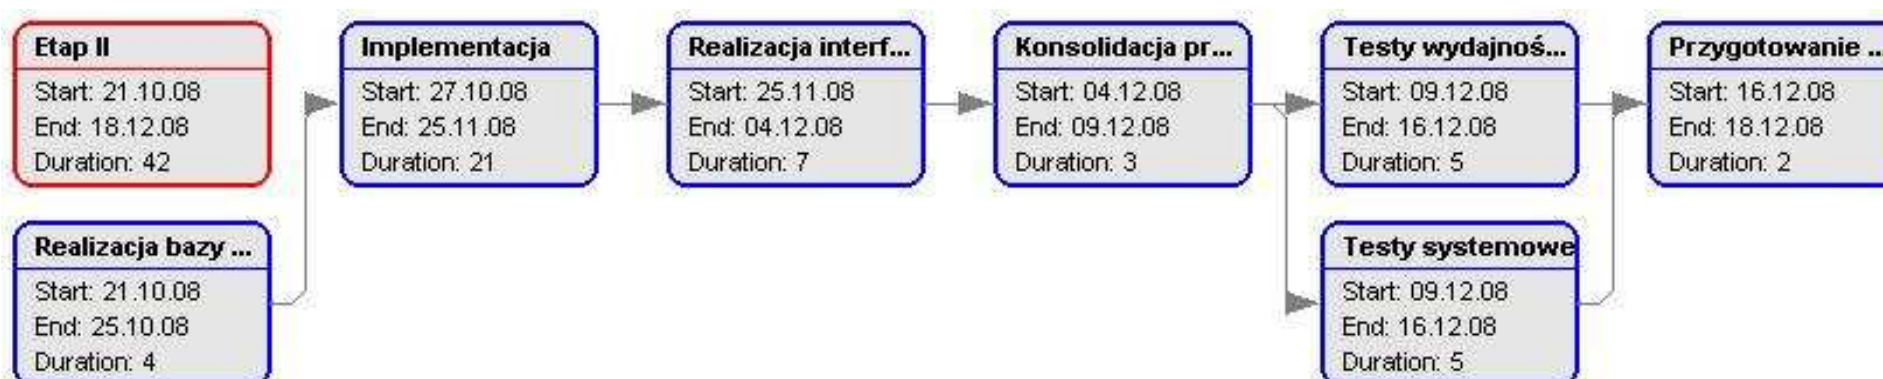 Etap II
Start: 21.10.08
End: 18.12.08
Duration: 42
Implementacja
Start: 27.10.08
End: 25.11.08
Duration: 21
Realizacja interf...
Start: 25.11.08
End: 04.12.08
Duration: 7
Konsolidacja pr...
Start: 04.12.08
End: 09.12.08
Duration: 3
Testy wydajnoś...
Start: 09.12.08
End: 16.12.08
Duration: 5
Przygotowanie ...
Start: 16.12.08
End: 18.12.08
Duration: 2
Realizacja bazy ...
Start: 21.10.08
End: 25.10.08
Duration: 4
Testy systemowe
Start: 09.12.08
End: 16.12.08
Duration: 5